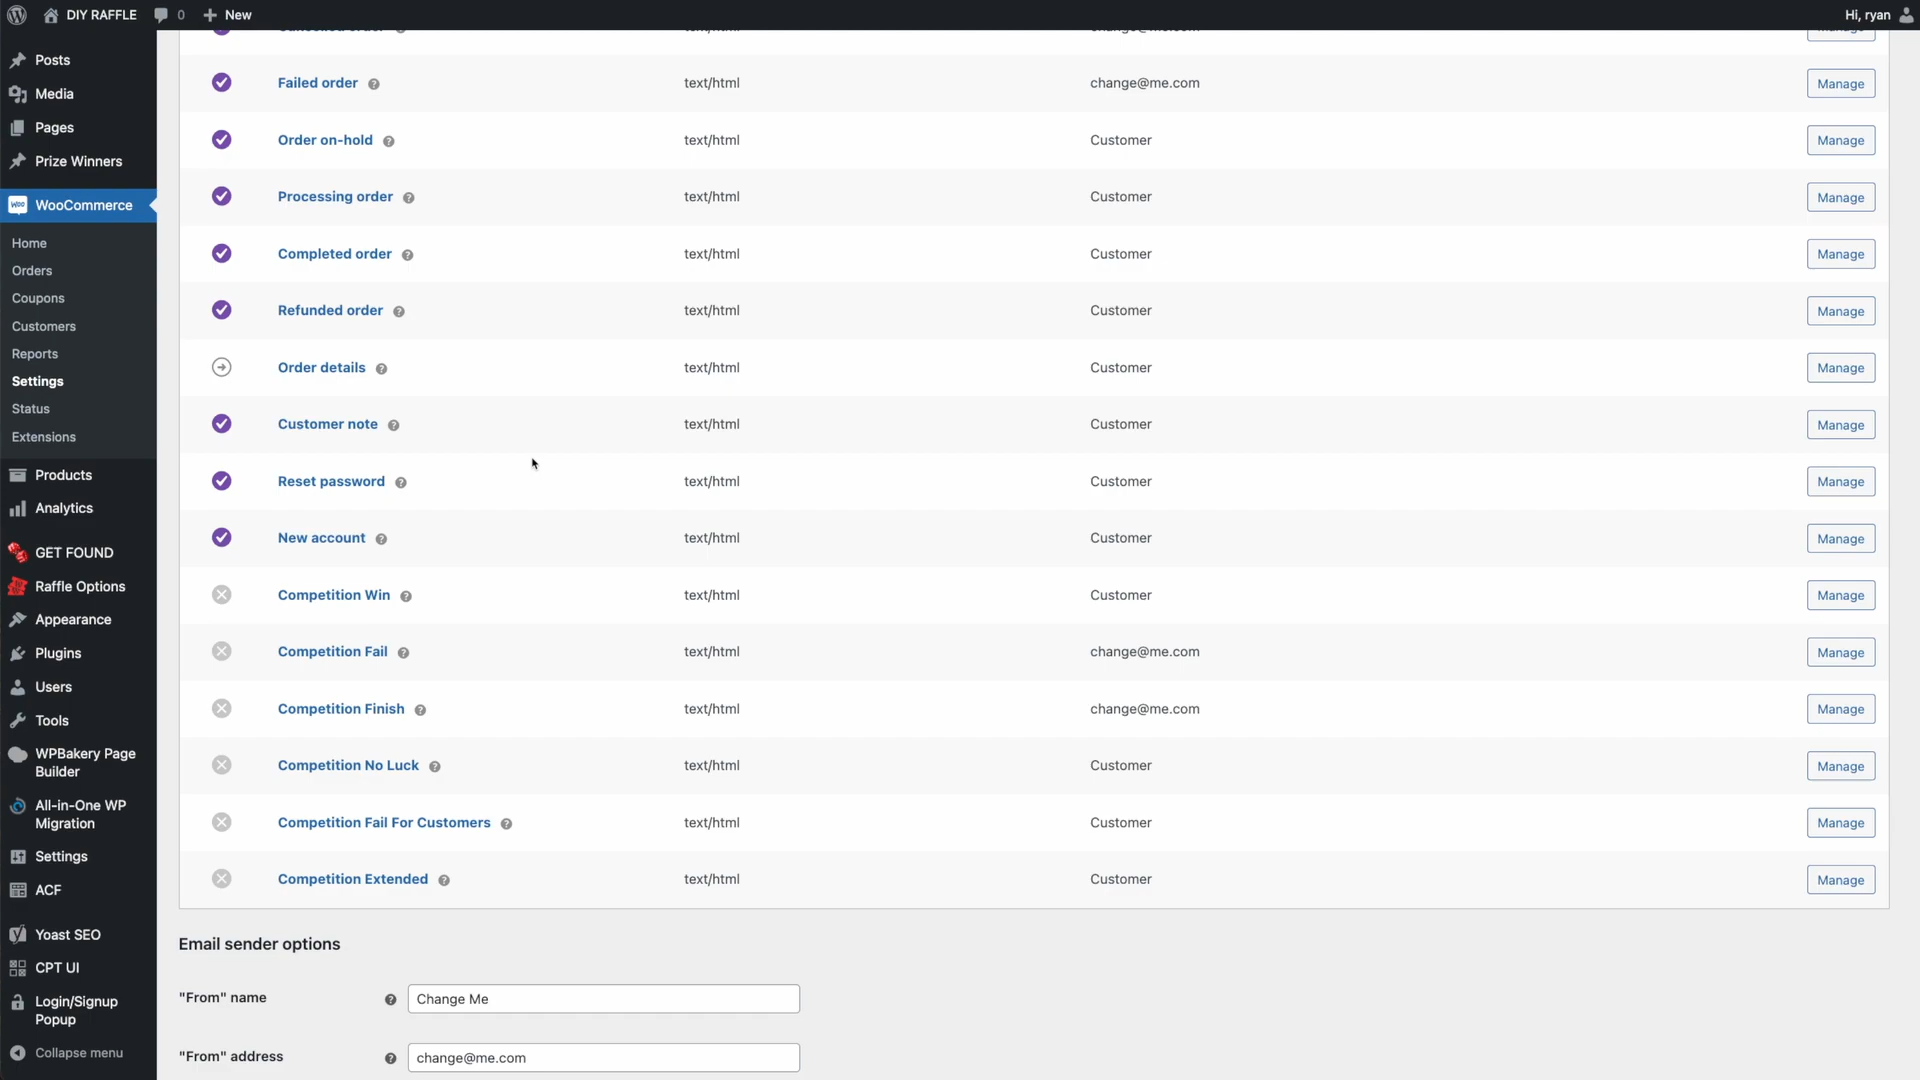 DIY RAFFLE
0
New
Hi, ryan
Posts
Media
Pages
Prize Winners
WooCommerce
Home
Orders
Coupons
Customers
Reports
Settings
Status
Extensions
Products
Analytics
GET FOUND
Raffle Options
Appearance
Plugins
Users
Tools
WPBakery Page
Builder
All-in-One WP
Migration
Settings
ACF
Yoast SEO
CPT UI
Login/Signup
Popup
Collapse menu
Failed order text/html change@me.com Manage
Order on-hold text/html Customer Manage
Processing order text/html Customer Manage
Completed order text/html Customer Manage
Refunded order text/html Customer Manage
Order details text/html Customer Manage
Customer note text/html Customer Manage
Reset password text/html Customer Manage
New account text/html Customer Manage
Competition Win text/html Customer Manage
Competition Fail text/html change@me.com Manage
Competition Finish text/html change@me.com Manage
Competition No Luck text/html Customer Manage
Competition Fail For Customers text/html Customer Manage
Competition Extended text/html Customer Manage
Email sender options
"From" name Change Me
"From" address change@me.com